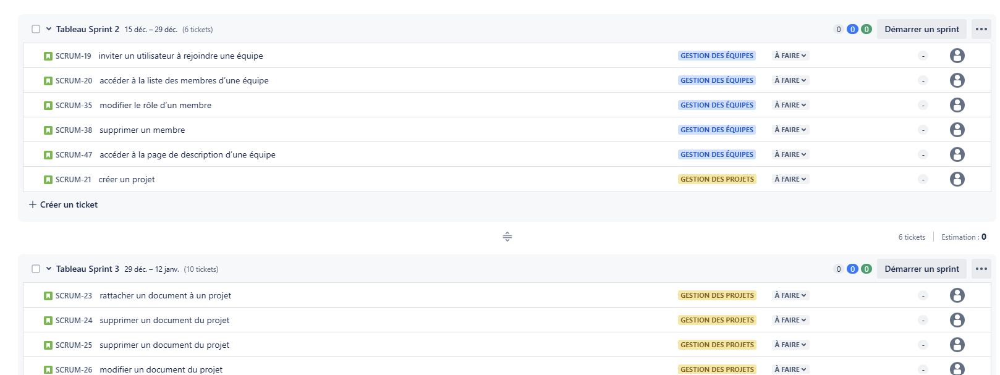 Tableau Sprint 2 15 déc. – 29 déc. (6 tickets) 0 0 0 Démarrer un sprint
SCRUM-19 inviter un utilisateur à rejoindre une équipe GESTION DES ÉQUIPES À FAIRE -
SCRUM-20 accéder à la liste des membres d’une équipe GESTION DES ÉQUIPES À FAIRE -
SCRUM-35 modifier le rôle d’un membre GESTION DES ÉQUIPES À FAIRE -
SCRUM-38 supprimer un membre GESTION DES ÉQUIPES À FAIRE -
SCRUM-47 accéder à la page de description d’une équipe GESTION DES ÉQUIPES À FAIRE -
SCRUM-21 créer un projet GESTION DES PROJETS À FAIRE -
Créer un ticket
6 tickets Estimation : 0
Tableau Sprint 3 29 déc. – 12 janv. (10 tickets) 0 0 0 Démarrer un sprint
SCRUM-23 rattacher un document à un projet GESTION DES PROJETS À FAIRE -
SCRUM-24 supprimer un document du projet GESTION DES PROJETS À FAIRE -
SCRUM-25 supprimer un document du projet GESTION DES PROJETS À FAIRE -
SCRUM-26 modifier un document du projet GESTION DES PROJETS À FAIRE -